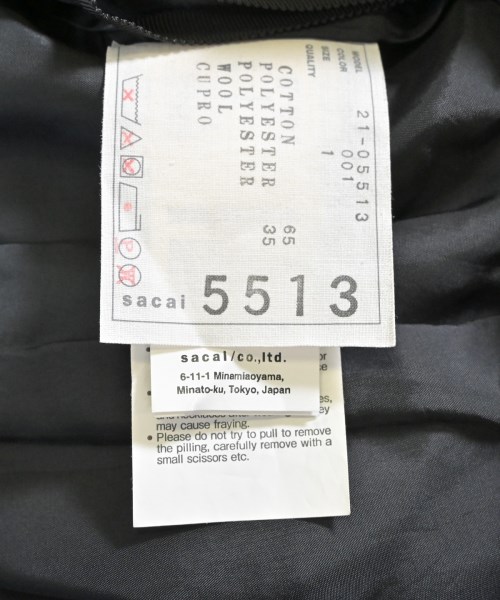 MODEL 21-05513
COLOR 001
SIZE 1
QUALITY
COTTON 65
POLYESTER 35
POLYESTER
WOOL
CUPRO
P
W
sacai 5513
sacai/co.,ltd.
6-11-1 Minamiaoyama,
Minato-ku, Tokyo, Japan
may cause fraying.
• Please do not try to pull to remove
the pilling, carefully remove with a
small scissors etc.